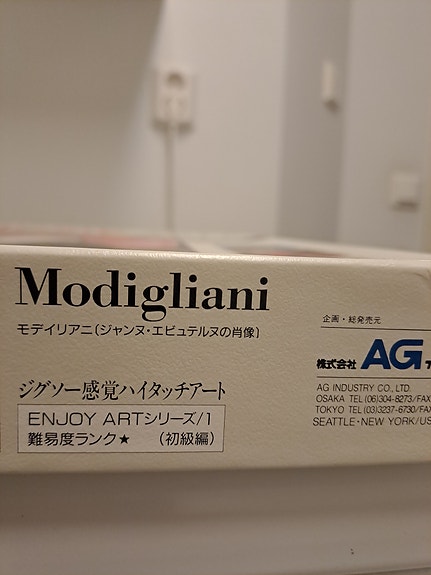 Modigliani
モデイリアニ(ジャンヌ・エビュテルヌの肖像)
ジグソー感覚ハイタッチアート
ENJOY ARTシリーズ/1
難易度ランク★ (初級編)
企画・総発売元
株式会社 AG
AG INDUSTRY CO., LTD.
OSAKA TEL (06)304-8273/FAX
TOKYO TEL (03)3237-6730/FAX
SEATTLE・NEW YORK/US